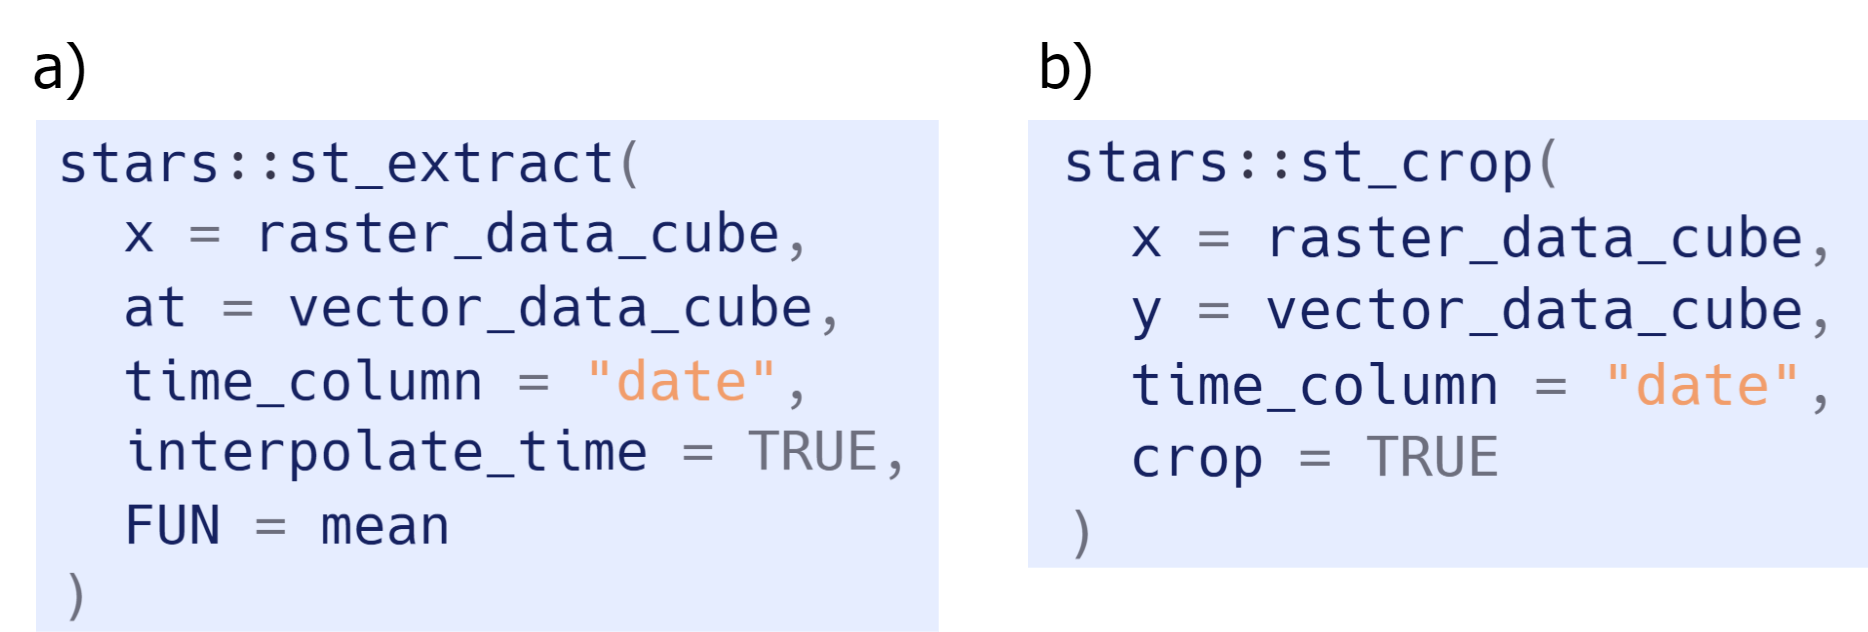 a)
stars::st_extract(
  x = raster_data_cube,
  at = vector_data_cube,
  time_column = "date",
  interpolate_time = TRUE,
  FUN = mean
)
b)
stars::st_crop(
  x = raster_data_cube,
  y = vector_data_cube,
  time_column = "date",
  crop = TRUE
)